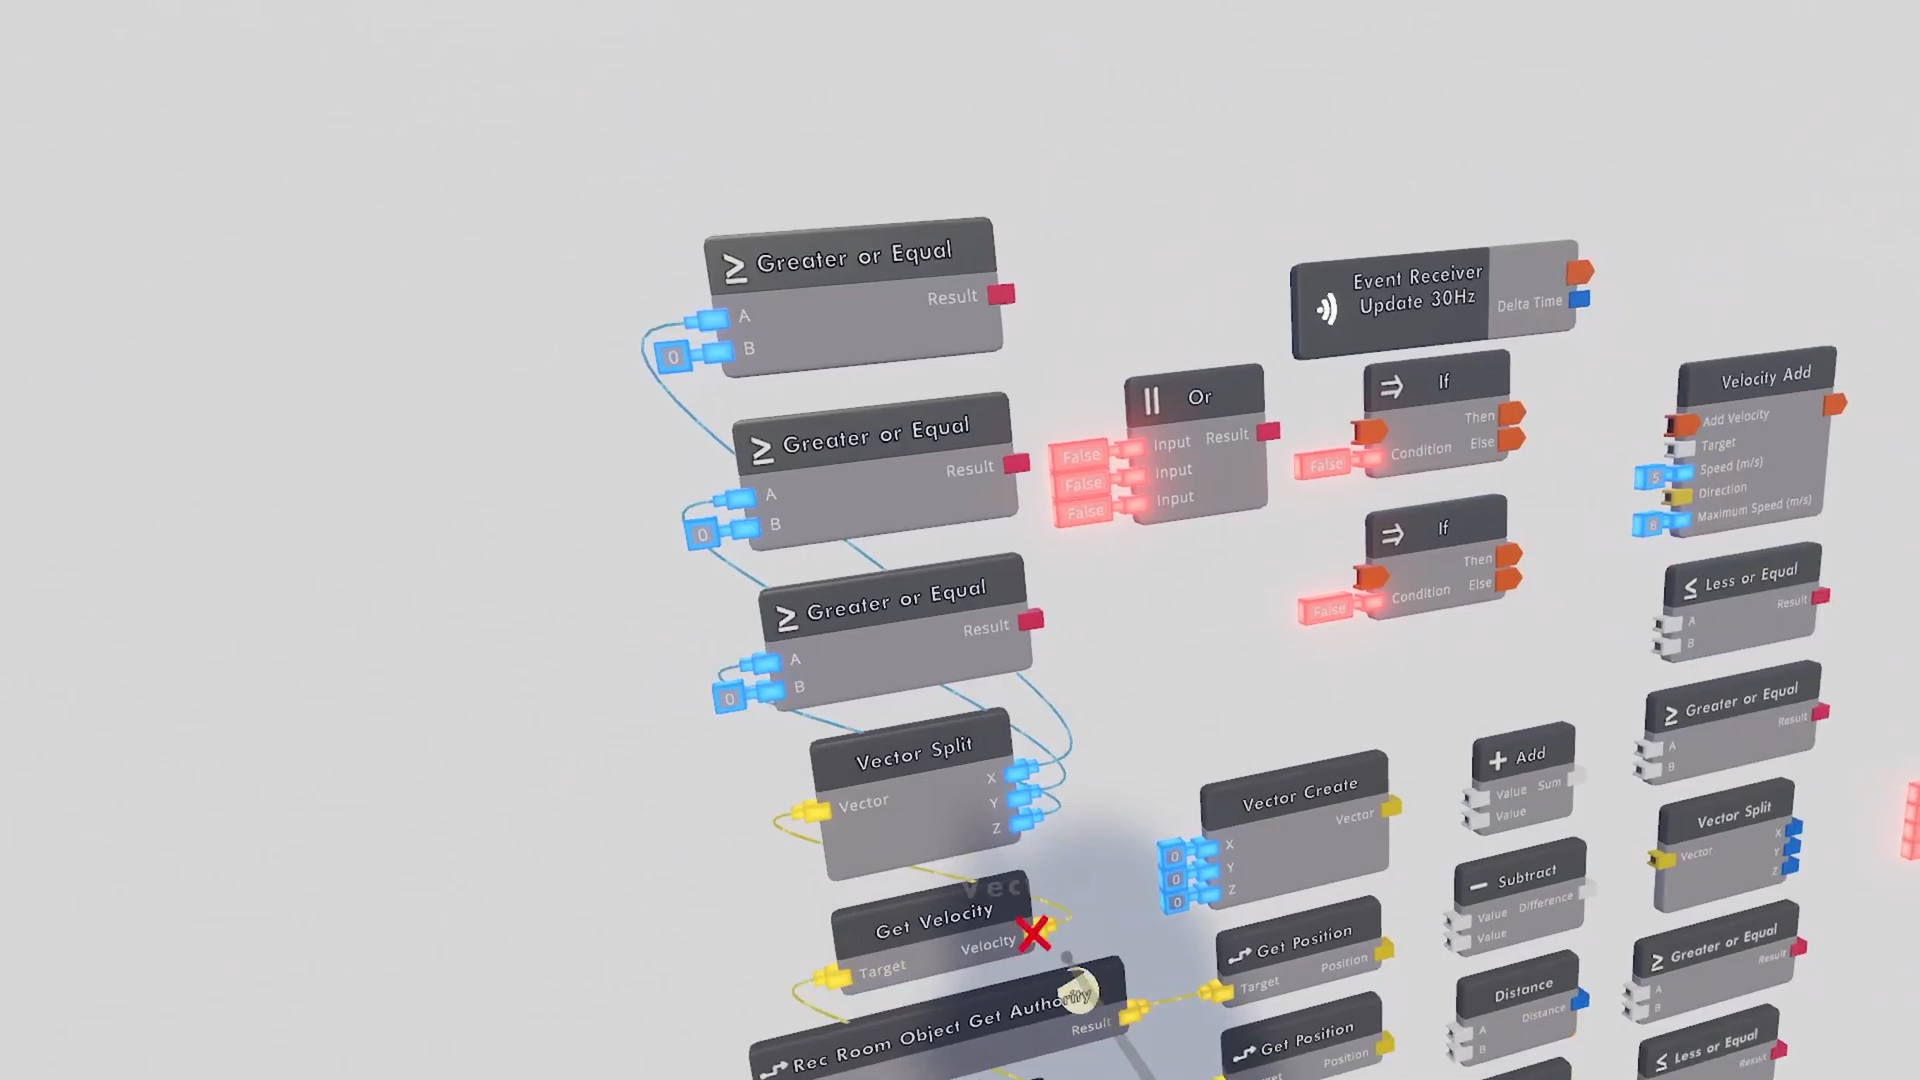 ≥ Greater or Equal
Result
A
0
B
≥ Greater or Equal
Result
A
0
B
≥ Greater or Equal
Result
A
0
B
Vector Split
Vector
X
Y
Z
Get Velocity
Velocity
Target
Rec Room Object Get Authority
Result
Event Receiver
Update 30Hz
Delta Time
|| Or
False
Input
Result
False
Input
False
Input
If
Then
Else
False
Condition
If
Then
Else
False
Condition
Vector Create
Vector
0
X
0
Y
0
Z
Get Position
Position
Target
Get Position
Position
+ Add
Value
Sum
Value
− Subtract
Value
Difference
Value
Distance
A
Distance
B
Velocity Add
Add Velocity
Target
5
Speed (m/s)
Direction
8
Maximum Speed (m/s)
≤ Less or Equal
Result
A
B
≥ Greater or Equal
Result
A
B
Vector Split
Vector
X
Y
Z
≥ Greater or Equal
Result
A
B
≤ Less or Equal
Result